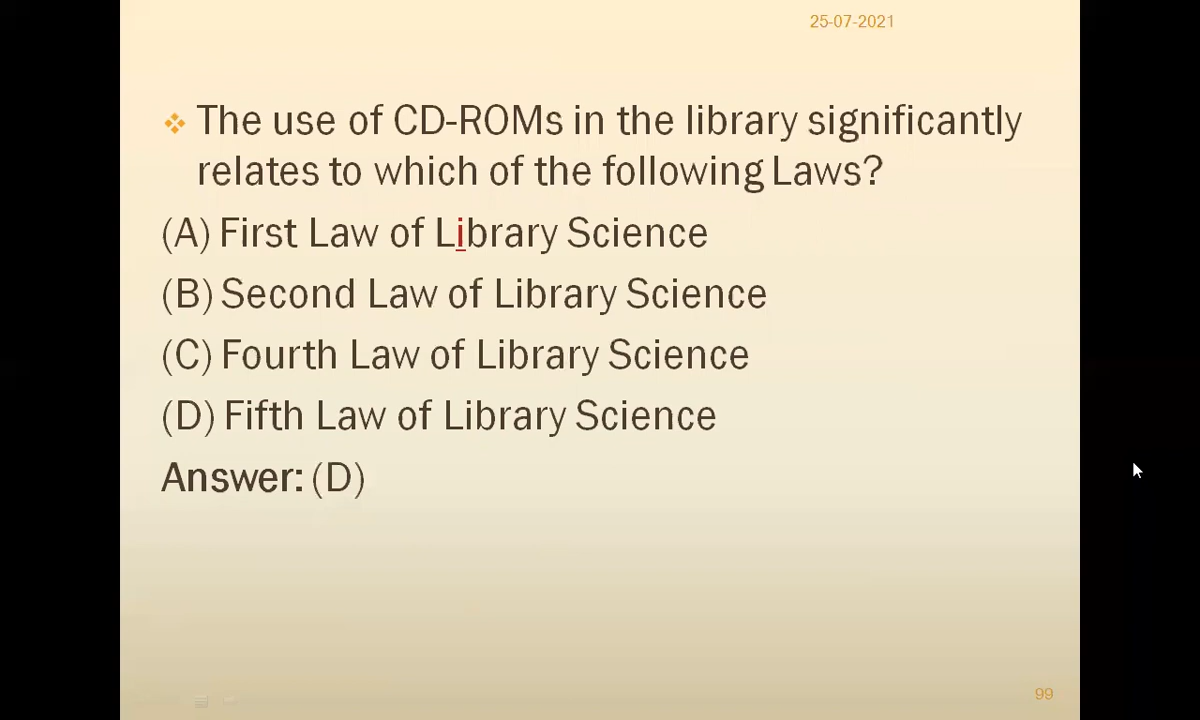 25-07-2021
The use of CD-ROMs in the library significantly
relates to which of the following Laws?
(A) First Law of Library Science
(B) Second Law of Library Science
(C) Fourth Law of Library Science
(D) Fifth Law of Library Science
Answer: (D)
99